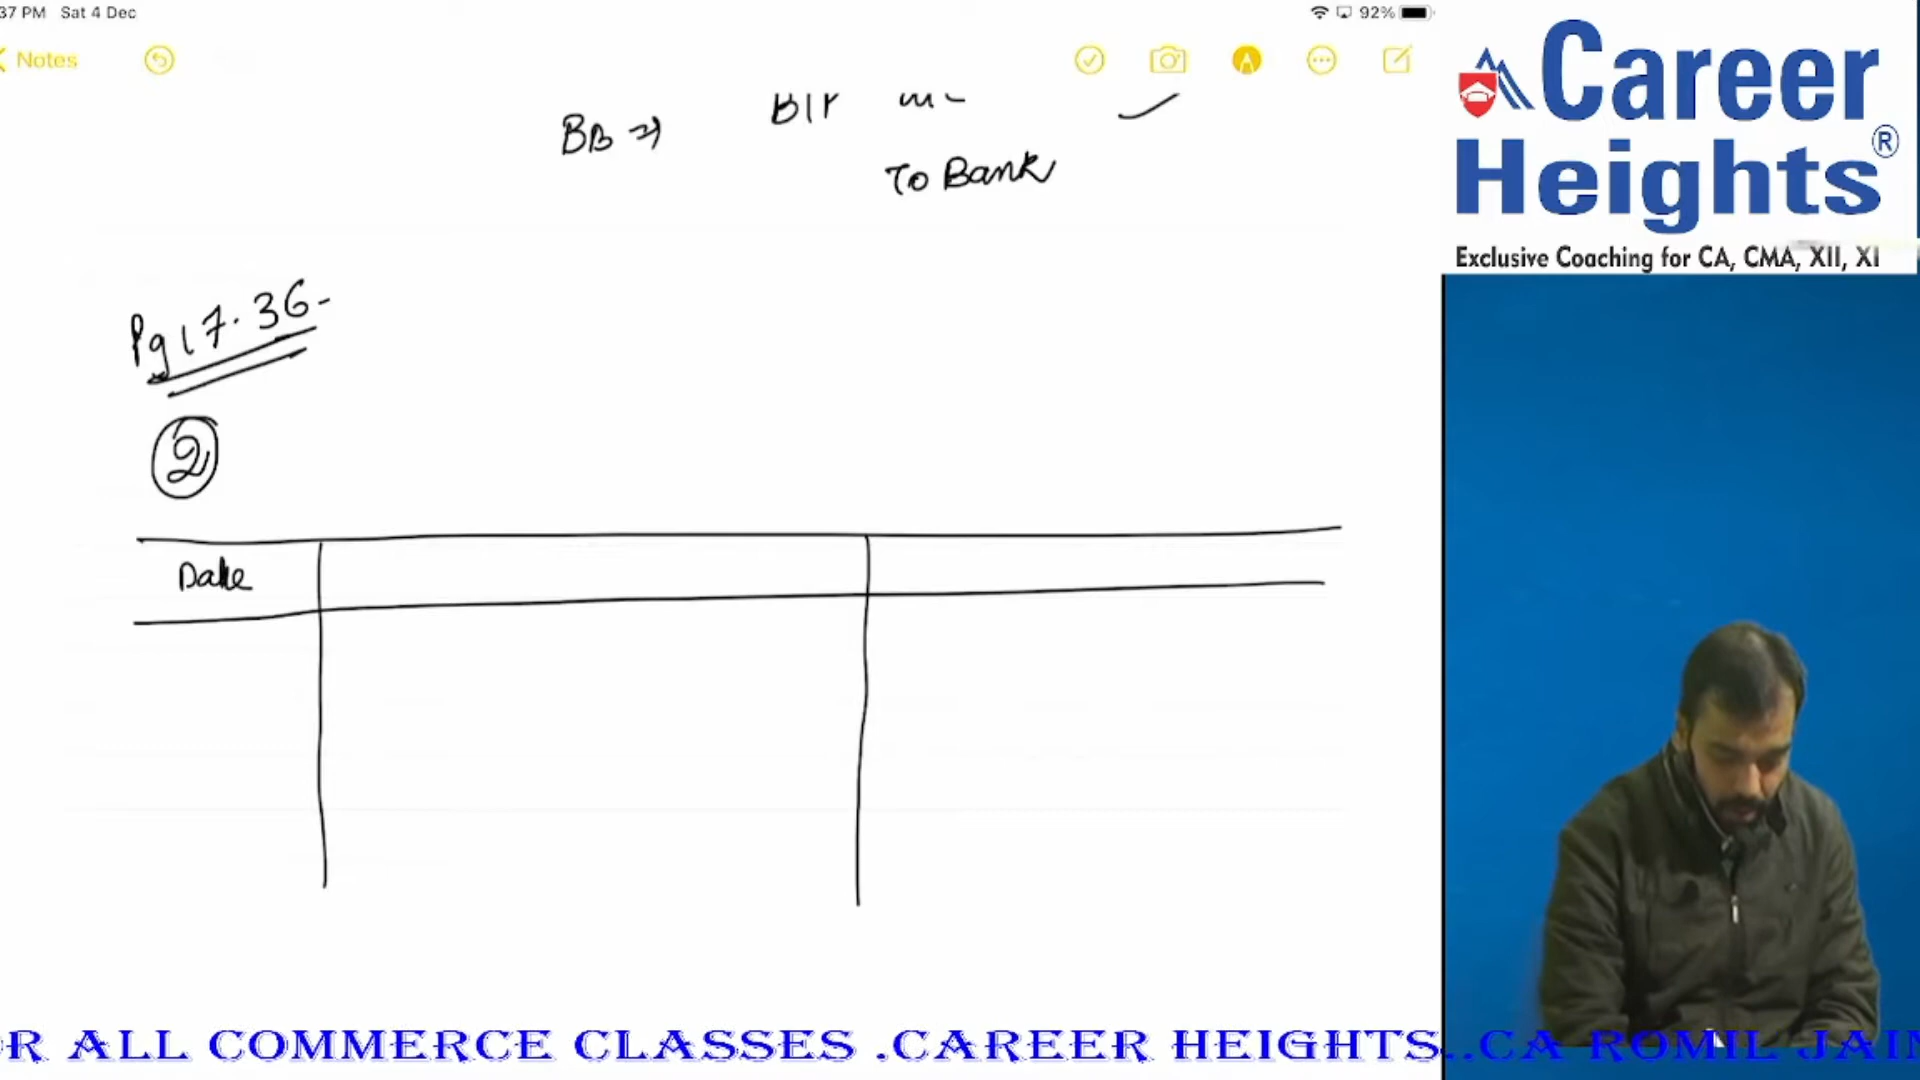 37 PM Sat 4 Dec
92%
Notes
BB ⇒
To Bank
Pg 17.36-
2
Date
Career
Heights®
Exclusive Coaching for CA, CMA, XII, XI
R ALL COMMERCE CLASSES .CAREER HEIGHTS..CA ROMIL JAIN